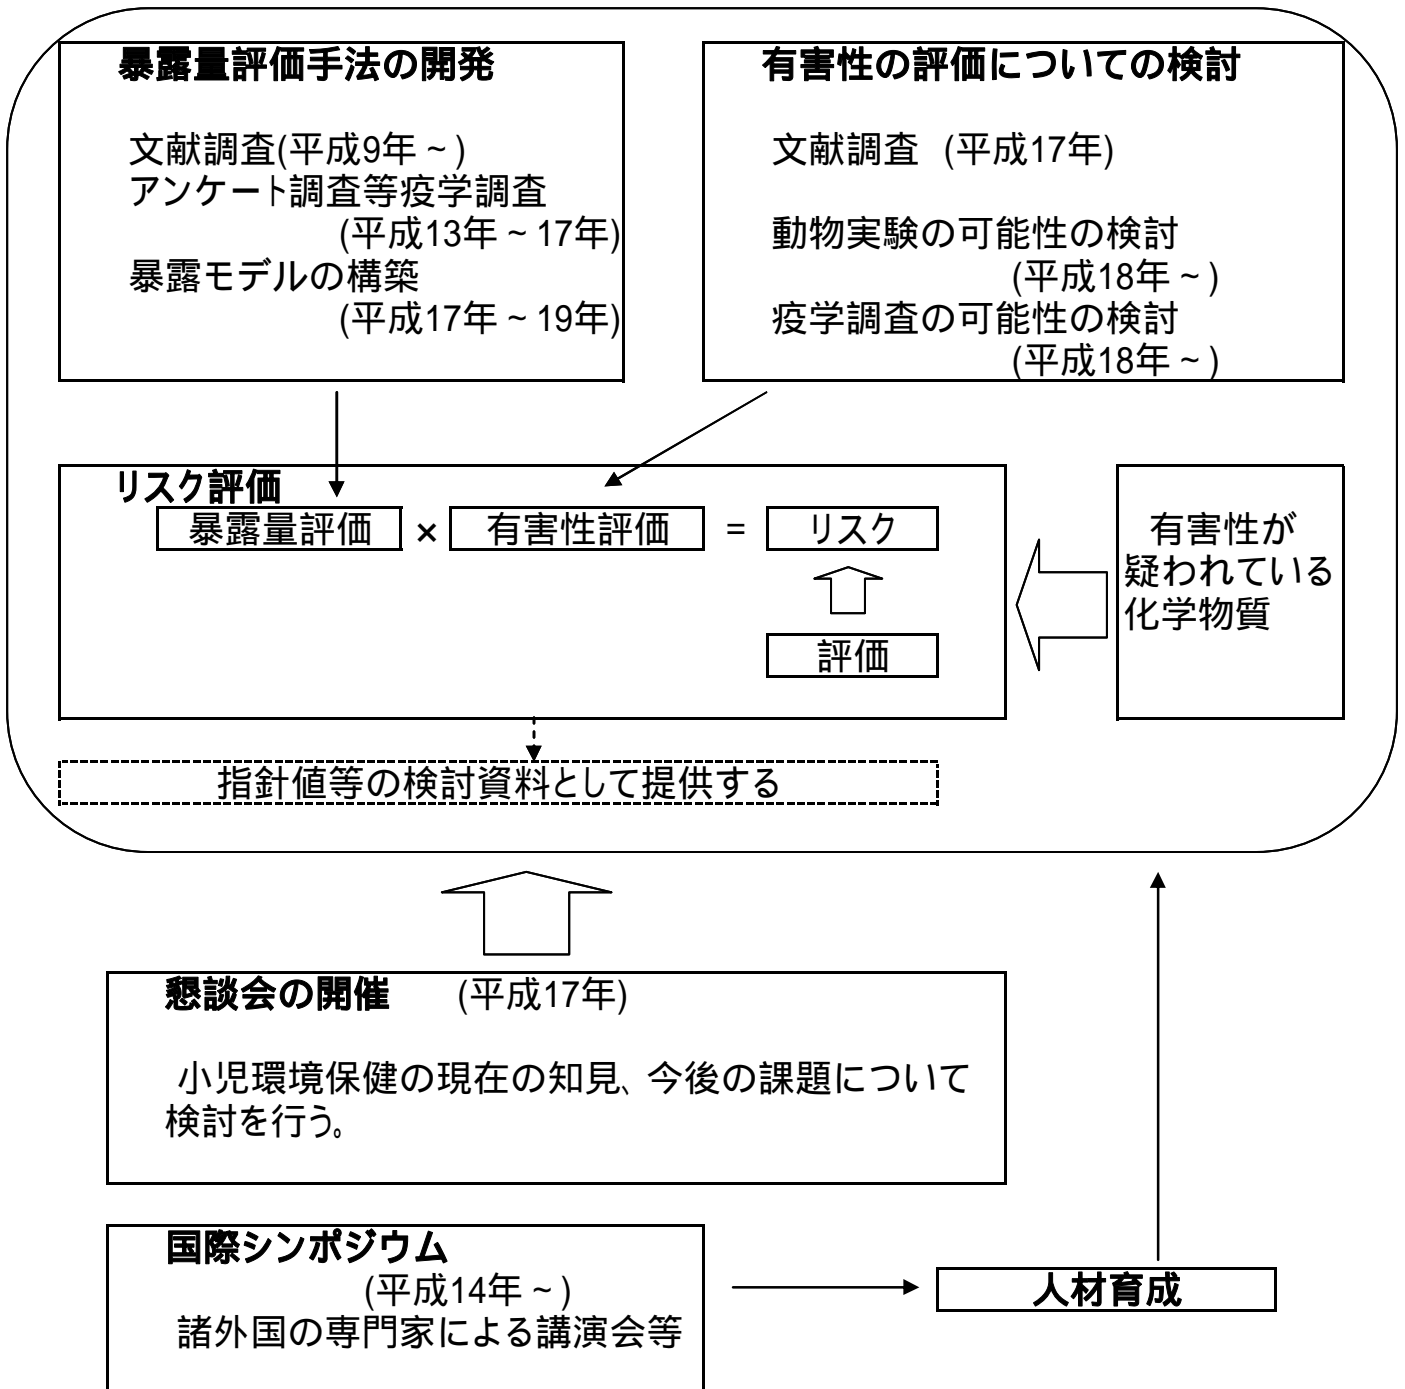 暴露量評価手法の開発
文献調査(平成9年~)
アンケート調査等疫学調査
(平成13年~17年)
暴露モデルの構築
(平成17年~19年)
有害性の評価についての検討
文献調査 (平成17年)
動物実験の可能性の検討
(平成18年~)
疫学調査の可能性の検討
(平成18年~)
リスク評価
暴露量評価 × 有害性評価 = リスク
評価
有害性が
疑われている
化学物質
指針値等の検討資料として提供する
懇談会の開催 (平成17年)
小児環境保健の現在の知見、今後の課題について
検討を行う。
国際シンポジウム
(平成14年~)
諸外国の専門家による講演会等
人材育成